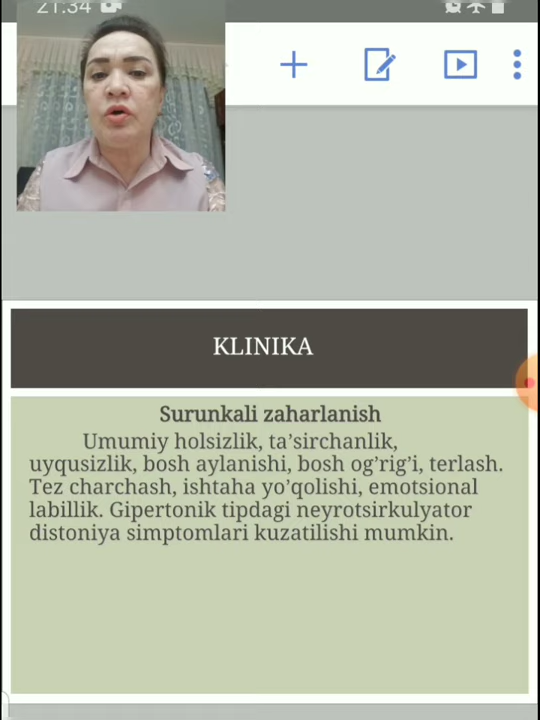 21:34
KLINIKA
Surunkali zaharlanish
Umumiy holsizlik, ta’sirchanlik,
uyqusizlik, bosh aylanishi, bosh og’rig’i, terlash.
Tez charchash, ishtaha yo’qolishi, emotsional
labillik. Gipertonik tipdagi neyrotsirkulyator
distoniya simptomlari kuzatilishi mumkin.